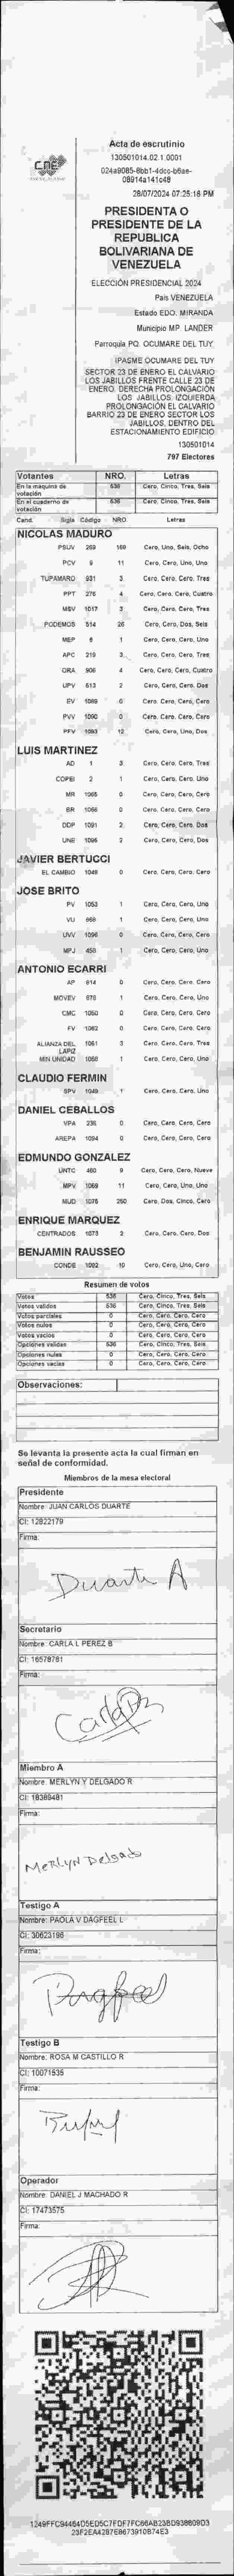 CNE
Acta de escrutinio
130501014.02.1.0001
024a9085-8bb1-4dcc-b6ae-
08914a141c48
28/07/2024 07:25:16 PM
PRESIDENTA O
PRESIDENTE DE LA
REPUBLICA
BOLIVARIANA DE
VENEZUELA
ELECCIÓN PRESIDENCIAL 2024
País VENEZUELA
Estado EDO. MIRANDA
Municipio MP. LANDER
Parroquia PQ. OCUMARE DEL TUY
IPASME OCUMARE DEL TUY
SECTOR 23 DE ENERO EL CALVARIO
LOS JABILLOS FRENTE CALLE 23 DE
ENERO. DERECHA PROLONGACIÓN
LOS JABILLOS. IZQUIERDA
PROLONGACIÓN EL CALVARIO
BARRIO 23 DE ENERO SECTOR LOS
JABILLOS, DENTRO DEL
ESTACIONAMIENTO EDIFICIO
130501014
797 Electores
Votantes NRO. Letras
En la maquina de votación 536 Cero, Cinco, Tres, Seis
En el cuaderno de votación 536 Cero, Cinco, Tres, Seis
Cand. Sigla Código NRO Letras
NICOLAS MADURO
PSUV 269 168 Cero, Uno, Seis, Ocho
PCV 9 11 Cero, Cero, Uno, Uno
TUPAMARO 931 3 Cero, Cero, Cero, Tres
PPT 276 4 Cero, Cero, Cero, Cuatro
MSV 1017 3 Cero, Cero, Cero, Tres
PODEMOS 514 26 Cero, Cero, Dos, Seis
MEP 6 1 Cero, Cero, Cero, Uno
APC 219 3 Cero, Cero, Cero, Tres
ORA 906 4 Cero, Cero, Cero, Cuatro
UPV 613 2 Cero, Cero, Cero, Dos
EV 1089 0 Cero, Cero, Cero, Cero
PVV 1090 0 Cero, Cero, Cero, Cero
PFV 1093 12 Cero, Cero, Uno, Dos
LUIS MARTINEZ
AD 1 3 Cero, Cero, Cero, Tres
COPEI 2 1 Cero, Cero, Cero, Uno
MR 1065 0 Cero, Cero, Cero, Cero
BR 1056 0 Cero, Cero, Cero, Cero
DDP 1091 2 Cero, Cero, Cero, Dos
UNE 1095 2 Cero, Cero, Cero, Dos
JAVIER BERTUCCI
EL CAMBIO 1049 0 Cero, Cero, Cero, Cero
JOSE BRITO
PV 1053 1 Cero, Cero, Cero, Uno
VU 968 1 Cero, Cero, Cero, Uno
UVV 1096 0 Cero, Cero, Cero, Cero
MPJ 458 1 Cero, Cero, Cero, Uno
ANTONIO ECARRI
AP 814 0 Cero, Cero, Cero, Cero
MOVEV 978 1 Cero, Cero, Cero, Uno
CMC 1050 0 Cero, Cero, Cero, Cero
FV 1062 0 Cero, Cero, Cero, Cero
ALIANZA DEL LAPIZ 1051 3 Cero, Cero, Cero, Tres
MIN UNIDAD 1060 1 Cero, Cero, Cero, Uno
CLAUDIO FERMIN
SPV 1040 1 Cero, Cero, Cero, Uno
DANIEL CEBALLOS
VPA 236 0 Cero, Cero, Cero, Cero
AREPA 1094 0 Cero, Cero, Cero, Cero
EDMUNDO GONZALEZ
UNTC 480 9 Cero, Cero, Cero, Nueve
MPV 1069 11 Cero, Cero, Uno, Uno
MUD 1076 250 Cero, Dos, Cinco, Cero
ENRIQUE MARQUEZ
CENTRADOS 1073 2 Cero, Cero, Cero, Dos
BENJAMIN RAUSSEO
CONDE 1092 10 Cero, Cero, Uno, Cero
Resumen de votos
Votos 536 Cero, Cinco, Tres, Seis
Votos validos 536 Cero, Cinco, Tres, Seis
Votos parciales 0 Cero, Cero, Cero, Cero
Votos nulos 0 Cero, Cero, Cero, Cero
Votos vacíos 0 Cero, Cero, Cero, Cero
Opciones validas 536 Cero, Cinco, Tres, Seis
Opciones nulas 0 Cero, Cero, Cero, Cero
Opciones vacías 0 Cero, Cero, Cero, Cero
Observaciones:
Se levanta la presente acta la cual firman en
señal de conformidad.
Miembros de la mesa electoral
Presidente
Nombre: JUAN CARLOS DUARTE
CI: 12822179
Firma:
Duarte A
Secretario
Nombre: CARLA L PEREZ B
CI: 16578781
Firma:
Carla P
Miembro A
Nombre: MERLYN Y DELGADO R
CI: 18389481
Firma:
Merlyn Delgado
Testigo A
Nombre: PAOLA V DAGFEEL L
CI: 30623196
Firma:
Testigo B
Nombre: ROSA M CASTILLO R
CI: 10071535
Firma:
Operador
Nombre: DANIEL J MACHADO R
CI: 17473575
Firma:
1249FFC94464D5ED5C7FDF7FC66AB23BD938609D3
23F2EA4287E8673910B74E3